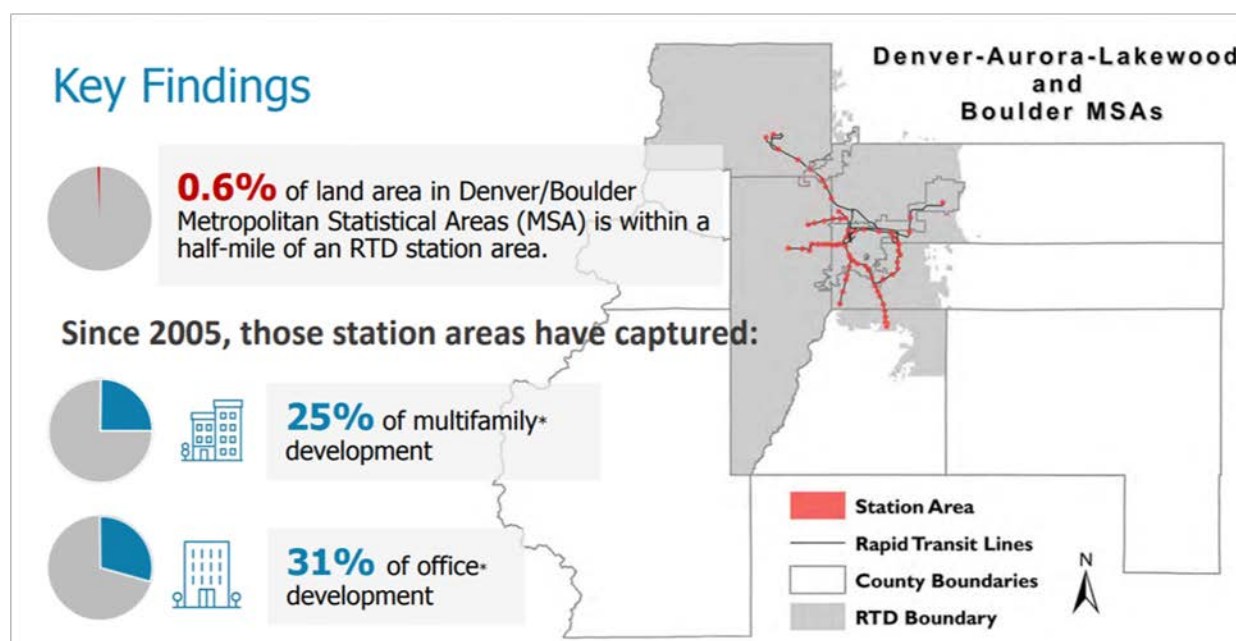 Key Findings
Denver-Aurora-Lakewood
and
Boulder MSAs
0.6% of land area in Denver/Boulder
Metropolitan Statistical Areas (MSA) is within a
half-mile of an RTD station area.
Since 2005, those station areas have captured:
25% of multifamily*
development
31% of office*
development
Station Area
Rapid Transit Lines
County Boundaries
RTD Boundary
N